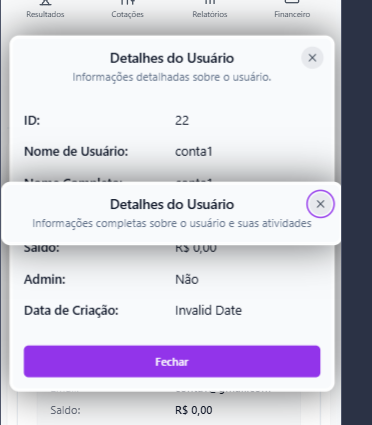 Resultados Cotações Relatórios Financeiro
Detalhes do Usuário
Informações detalhadas sobre o usuário.
ID: 22
Nome de Usuário: conta1
Detalhes do Usuário
Informações completas sobre o usuário e suas atividades
Saldo: R$ 0,00
Admin: Não
Data de Criação: Invalid Date
Fechar
Saldo: R$ 0,00